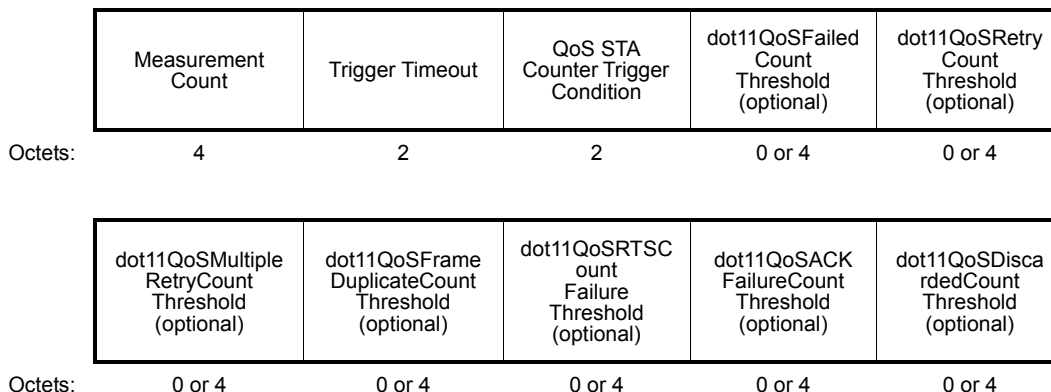 Measurement
Count
Trigger Timeout
QoS STA
Counter Trigger
Condition
dot11QoSFailed
Count
Threshold
(optional)
dot11QoSRetry
Count
Threshold
(optional)
Octets: 4 2 2 0 or 4 0 or 4
dot11QoSMultiple
RetryCount
Threshold
(optional)
dot11QoSFrame
DuplicateCount
Threshold
(optional)
dot11QoSRTSC
ount
Failure
Threshold
(optional)
dot11QoSACK
FailureCount
Threshold
(optional)
dot11QoSDisca
rdedCount
Threshold
(optional)
Octets: 0 or 4 0 or 4 0 or 4 0 or 4 0 or 4